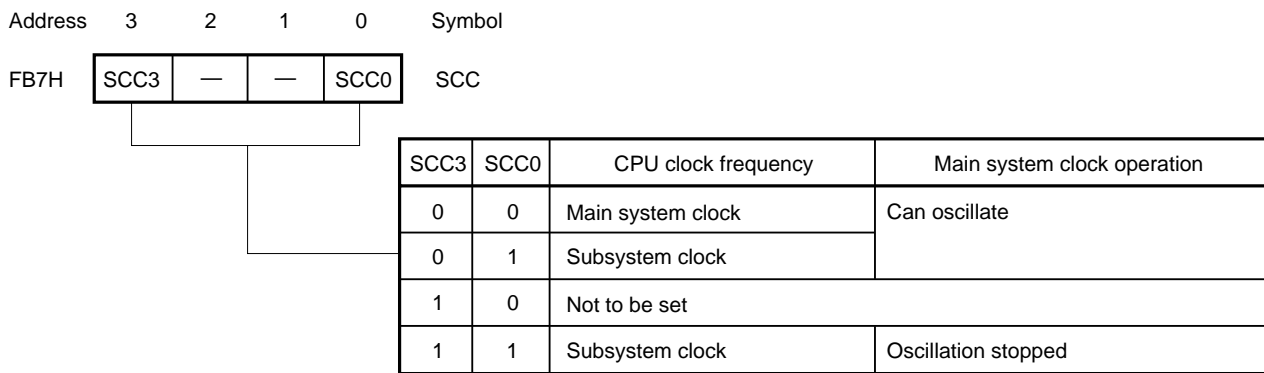 Address 3 2 1 0 Symbol
FB7H SCC3 — — SCC0 SCC
SCC3 SCC0 CPU clock frequency Main system clock operation
0 0 Main system clock Can oscillate
0 1 Subsystem clock
1 0 Not to be set
1 1 Subsystem clock Oscillation stopped